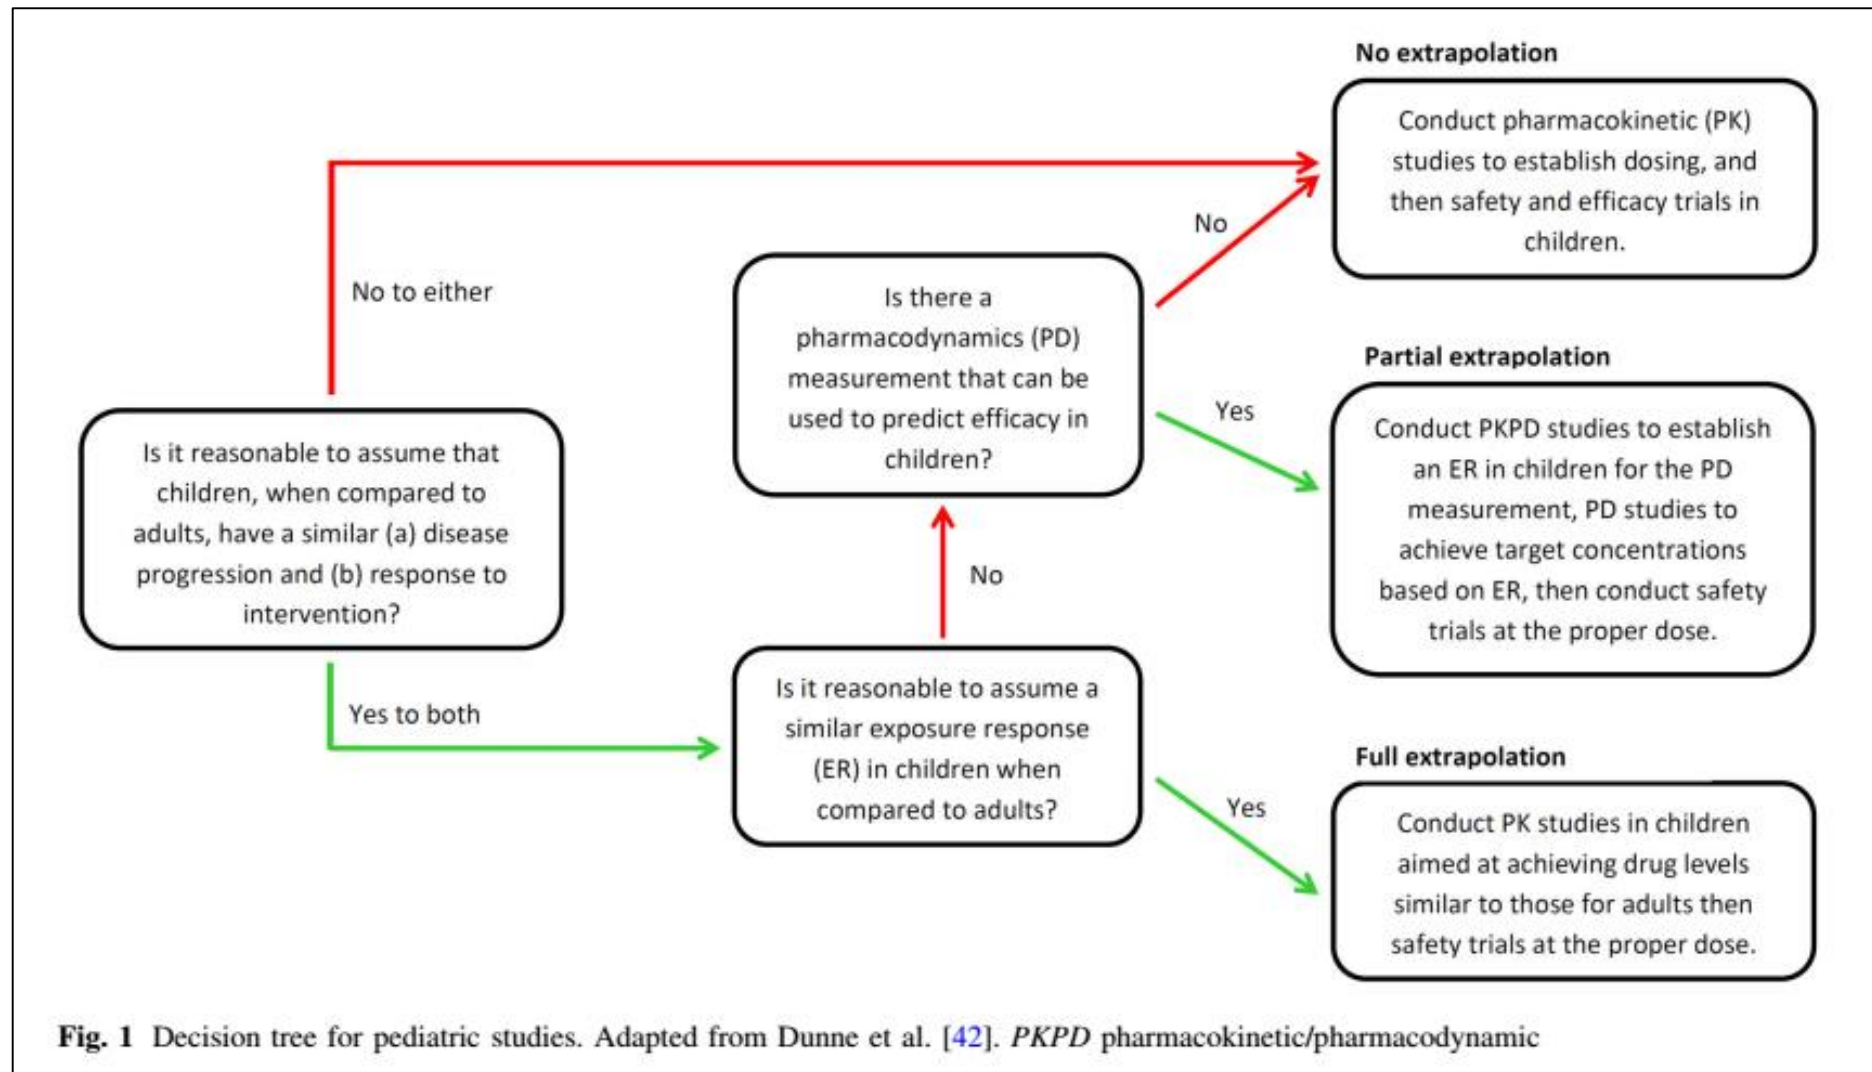 No extrapolation
Conduct pharmacokinetic (PK)
studies to establish dosing, and
then safety and efficacy trials in
children.
No
No to either
Is there a
pharmacodynamics (PD)
measurement that can be
used to predict efficacy in
children?
Partial extrapolation
Yes
Conduct PKPD studies to establish
an ER in children for the PD
measurement, PD studies to
achieve target concentrations
based on ER, then conduct safety
trials at the proper dose.
Is it reasonable to assume that
children, when compared to
adults, have a similar (a) disease
progression and (b) response to
intervention?
No
Yes to both
Is it reasonable to assume a
similar exposure response
(ER) in children when
compared to adults?
Full extrapolation
Yes
Conduct PK studies in children
aimed at achieving drug levels
similar to those for adults then
safety trials at the proper dose.
Fig. 1 Decision tree for pediatric studies. Adapted from Dunne et al. [42]. PKPD pharmacokinetic/pharmacodynamic